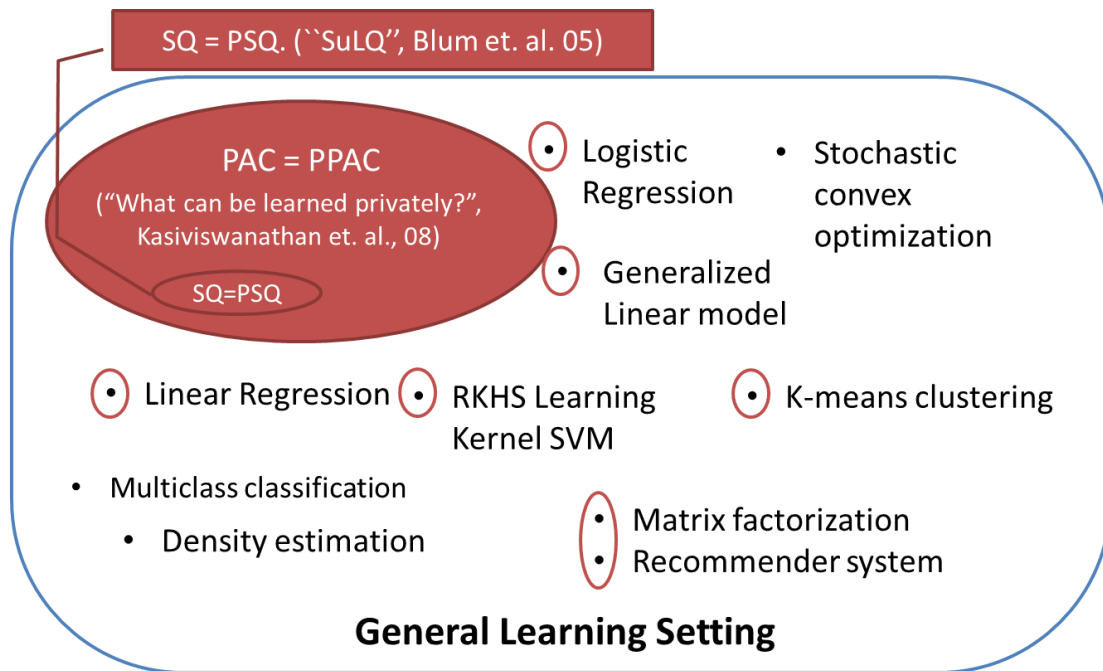 SQ = PSQ. (``SuLQ’’, Blum et. al. 05)
PAC = PPAC
(“What can be learned privately?”,
Kasiviswanathan et. al., 08)
SQ=PSQ
• Logistic
Regression
• Stochastic
convex
optimization
• Generalized
Linear model
• Linear Regression
• RKHS Learning
Kernel SVM
• K-means clustering
• Multiclass classification
• Density estimation
• Matrix factorization
• Recommender system
General Learning Setting